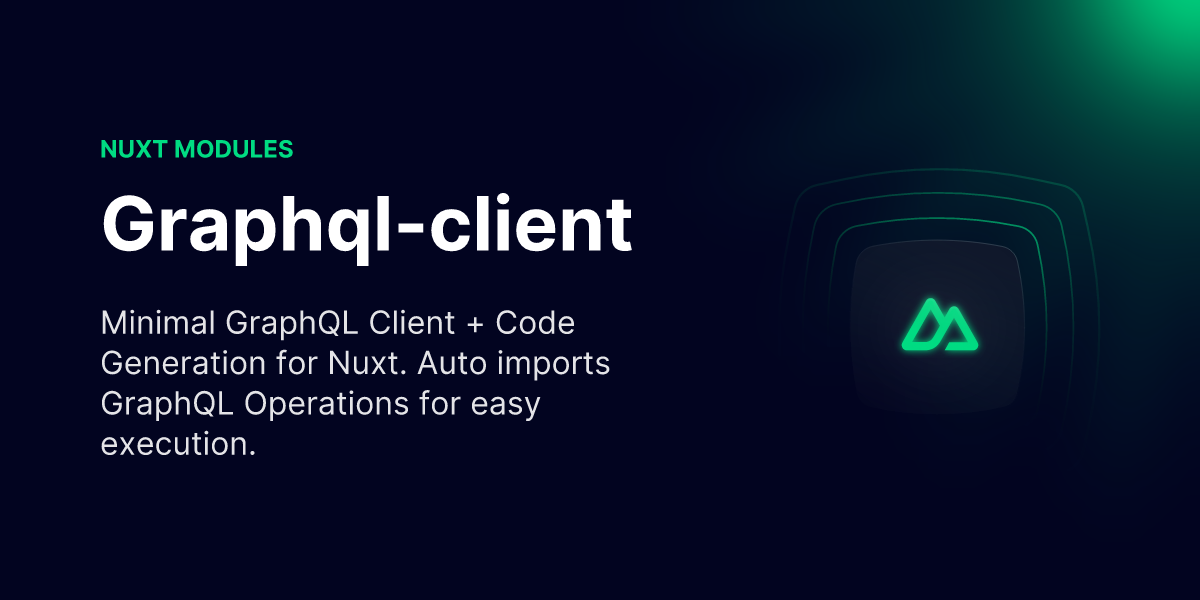 NUXT MODULES
Graphql-client
Minimal GraphQL Client + Code
Generation for Nuxt. Auto imports
GraphQL Operations for easy
execution.